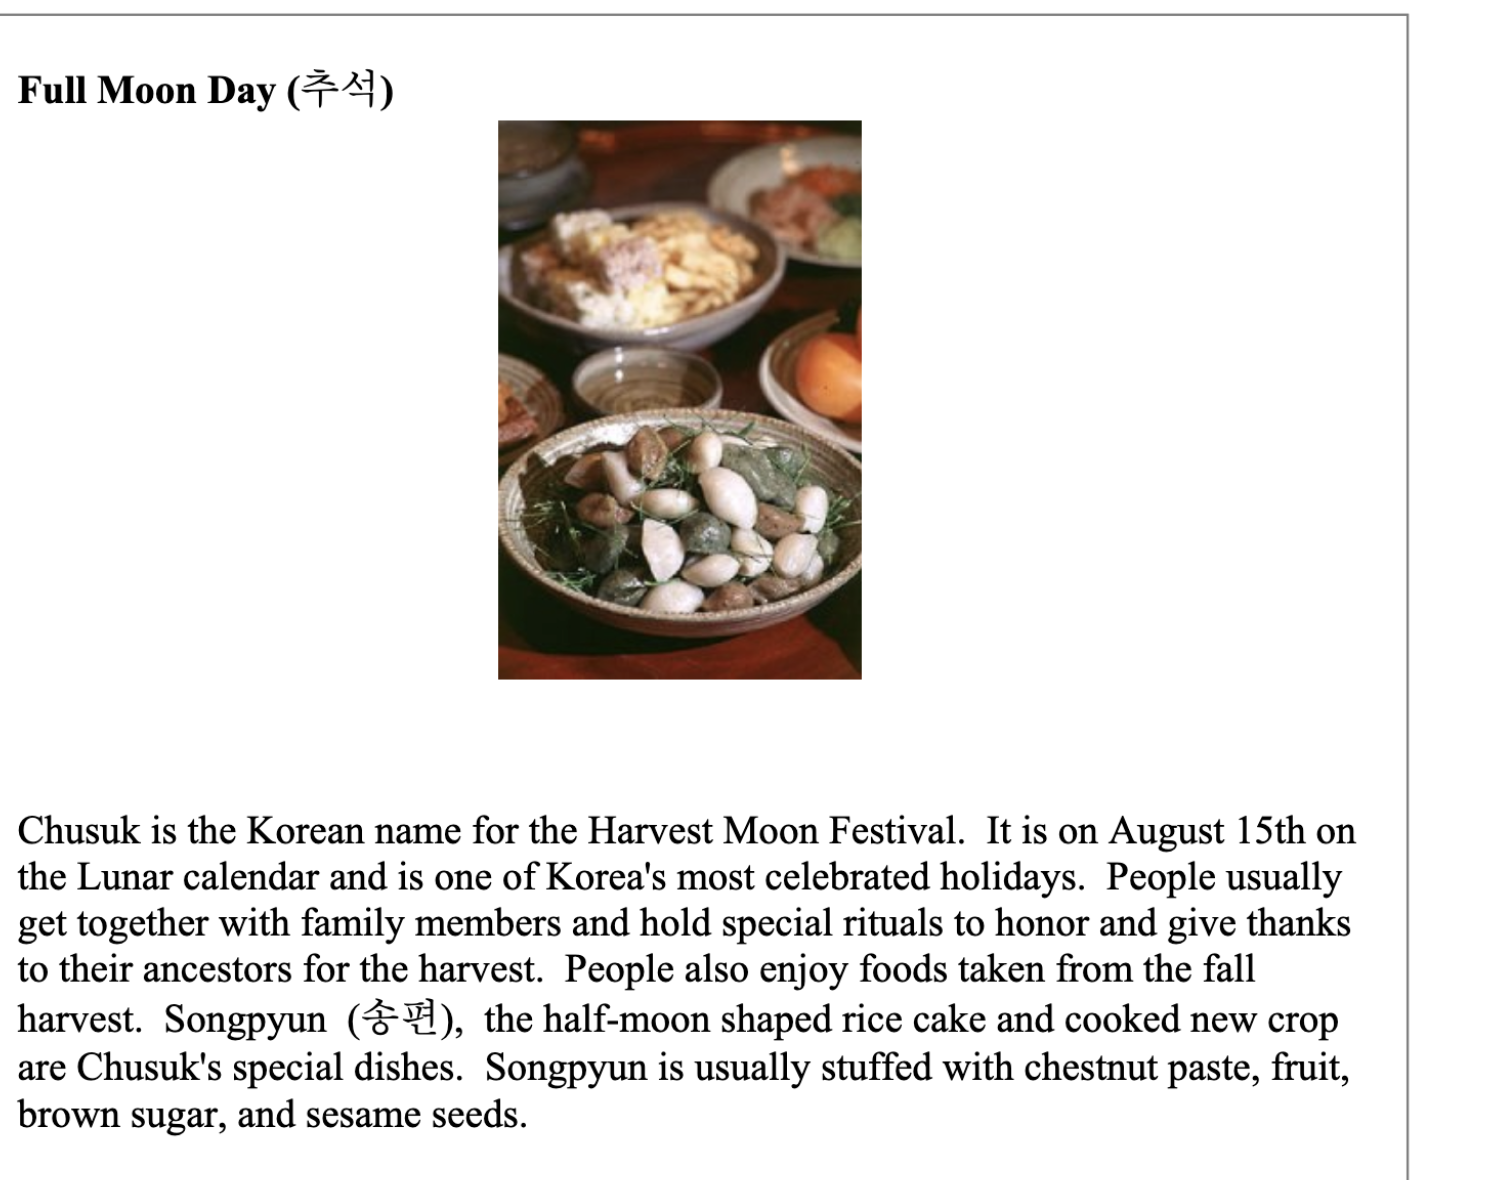 Full Moon Day (추석)
Chusuk is the Korean name for the Harvest Moon Festival.  It is on August 15th on
the Lunar calendar and is one of Korea's most celebrated holidays.  People usually
get together with family members and hold special rituals to honor and give thanks
to their ancestors for the harvest.  People also enjoy foods taken from the fall
harvest.  Songpyun  (송편),  the half-moon shaped rice cake and cooked new crop
are Chusuk's special dishes.  Songpyun is usually stuffed with chestnut paste, fruit,
brown sugar, and sesame seeds.